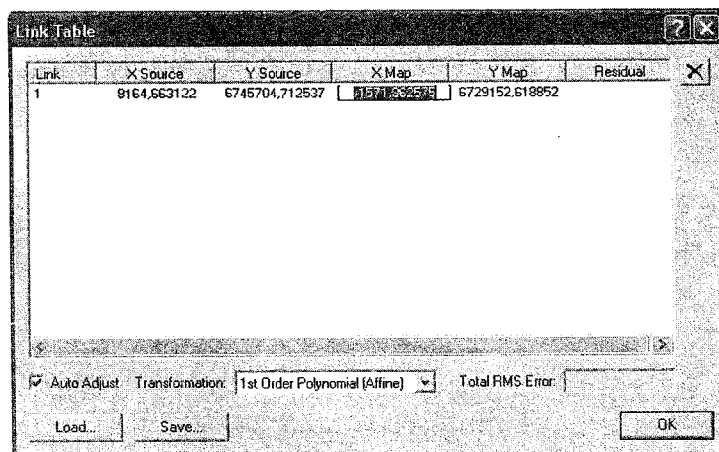 Link Table
Link X Source Y Source X Map Y Map Residual
1 9164,663122 6745704,712537 6729152,618852
Auto Adjust Transformation: 1st Order Polynomial (Affine) Total RMS Error:
Load... Save... OK